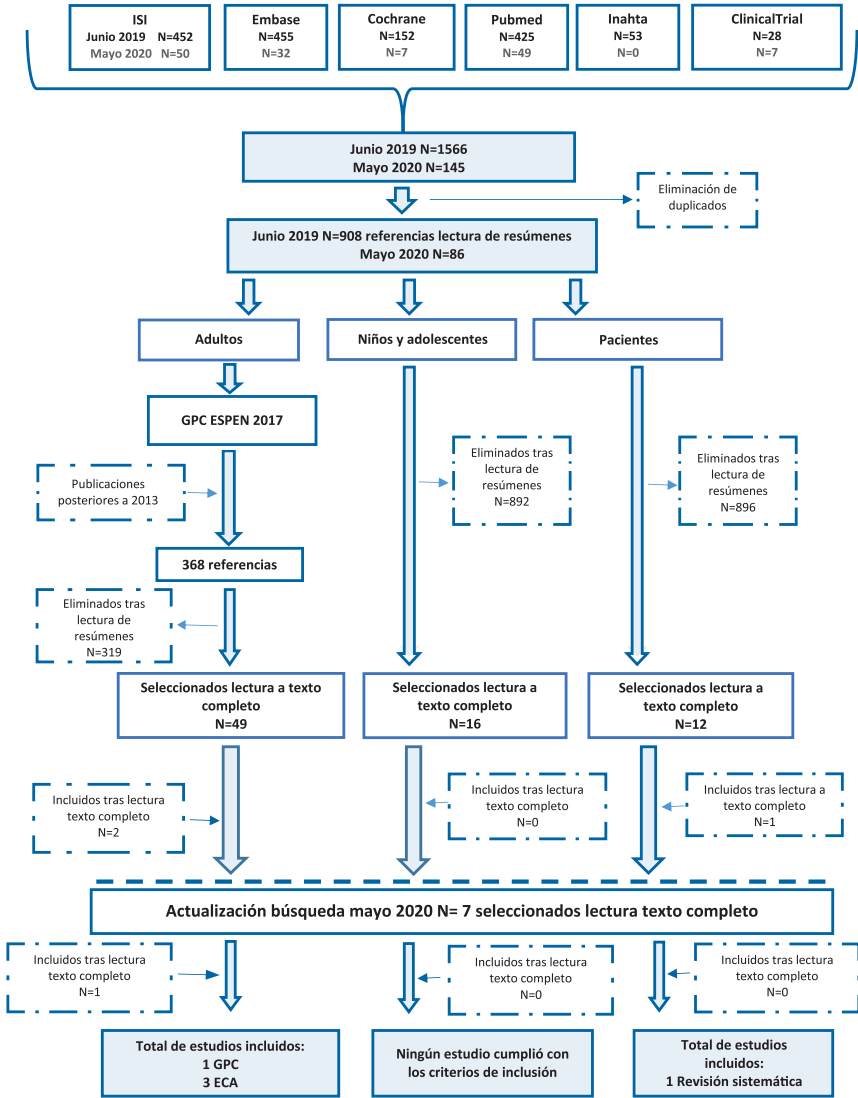 ISI
Junio 2019 N=452
Mayo 2020 N=50
Embase
N=455
N=32
Cochrane
N=152
N=7
Pubmed
N=425
N=49
Inahta
N=53
N=0
ClinicalTrial
N=28
N=7
Junio 2019 N=1566
Mayo 2020 N=145
Eliminación de
duplicados
Junio 2019 N=908 referencias lectura de resúmenes
Mayo 2020 N=86
Adultos
Niños y adolescentes
Pacientes
GPC ESPEN 2017
Publicaciones
posteriores a 2013
Eliminados tras
lectura de
resúmenes
N=892
Eliminados tras
lectura de
resúmenes
N=896
368 referencias
Eliminados tras
lectura de
resúmenes
N=319
Seleccionados lectura a texto
completo
N=49
Seleccionados lectura a
texto completo
N=16
Seleccionados lectura a
texto completo
N=12
Incluidos tras lectura
texto completo
N=2
Incluidos tras lectura
texto completo
N=0
Incluidos tras lectura a
texto completo
N=1
Actualización búsqueda mayo 2020 N= 7 seleccionados lectura texto completo
Incluidos tras lectura
texto completo
N=1
Incluidos tras lectura
texto completo
N=0
Incluidos tras lectura
texto completo
N=0
Total de estudios incluidos:
1 GPC
3 ECA
Ningún estudio cumplió con
los criterios de inclusión
Total de estudios
incluidos:
1 Revisión sistemática